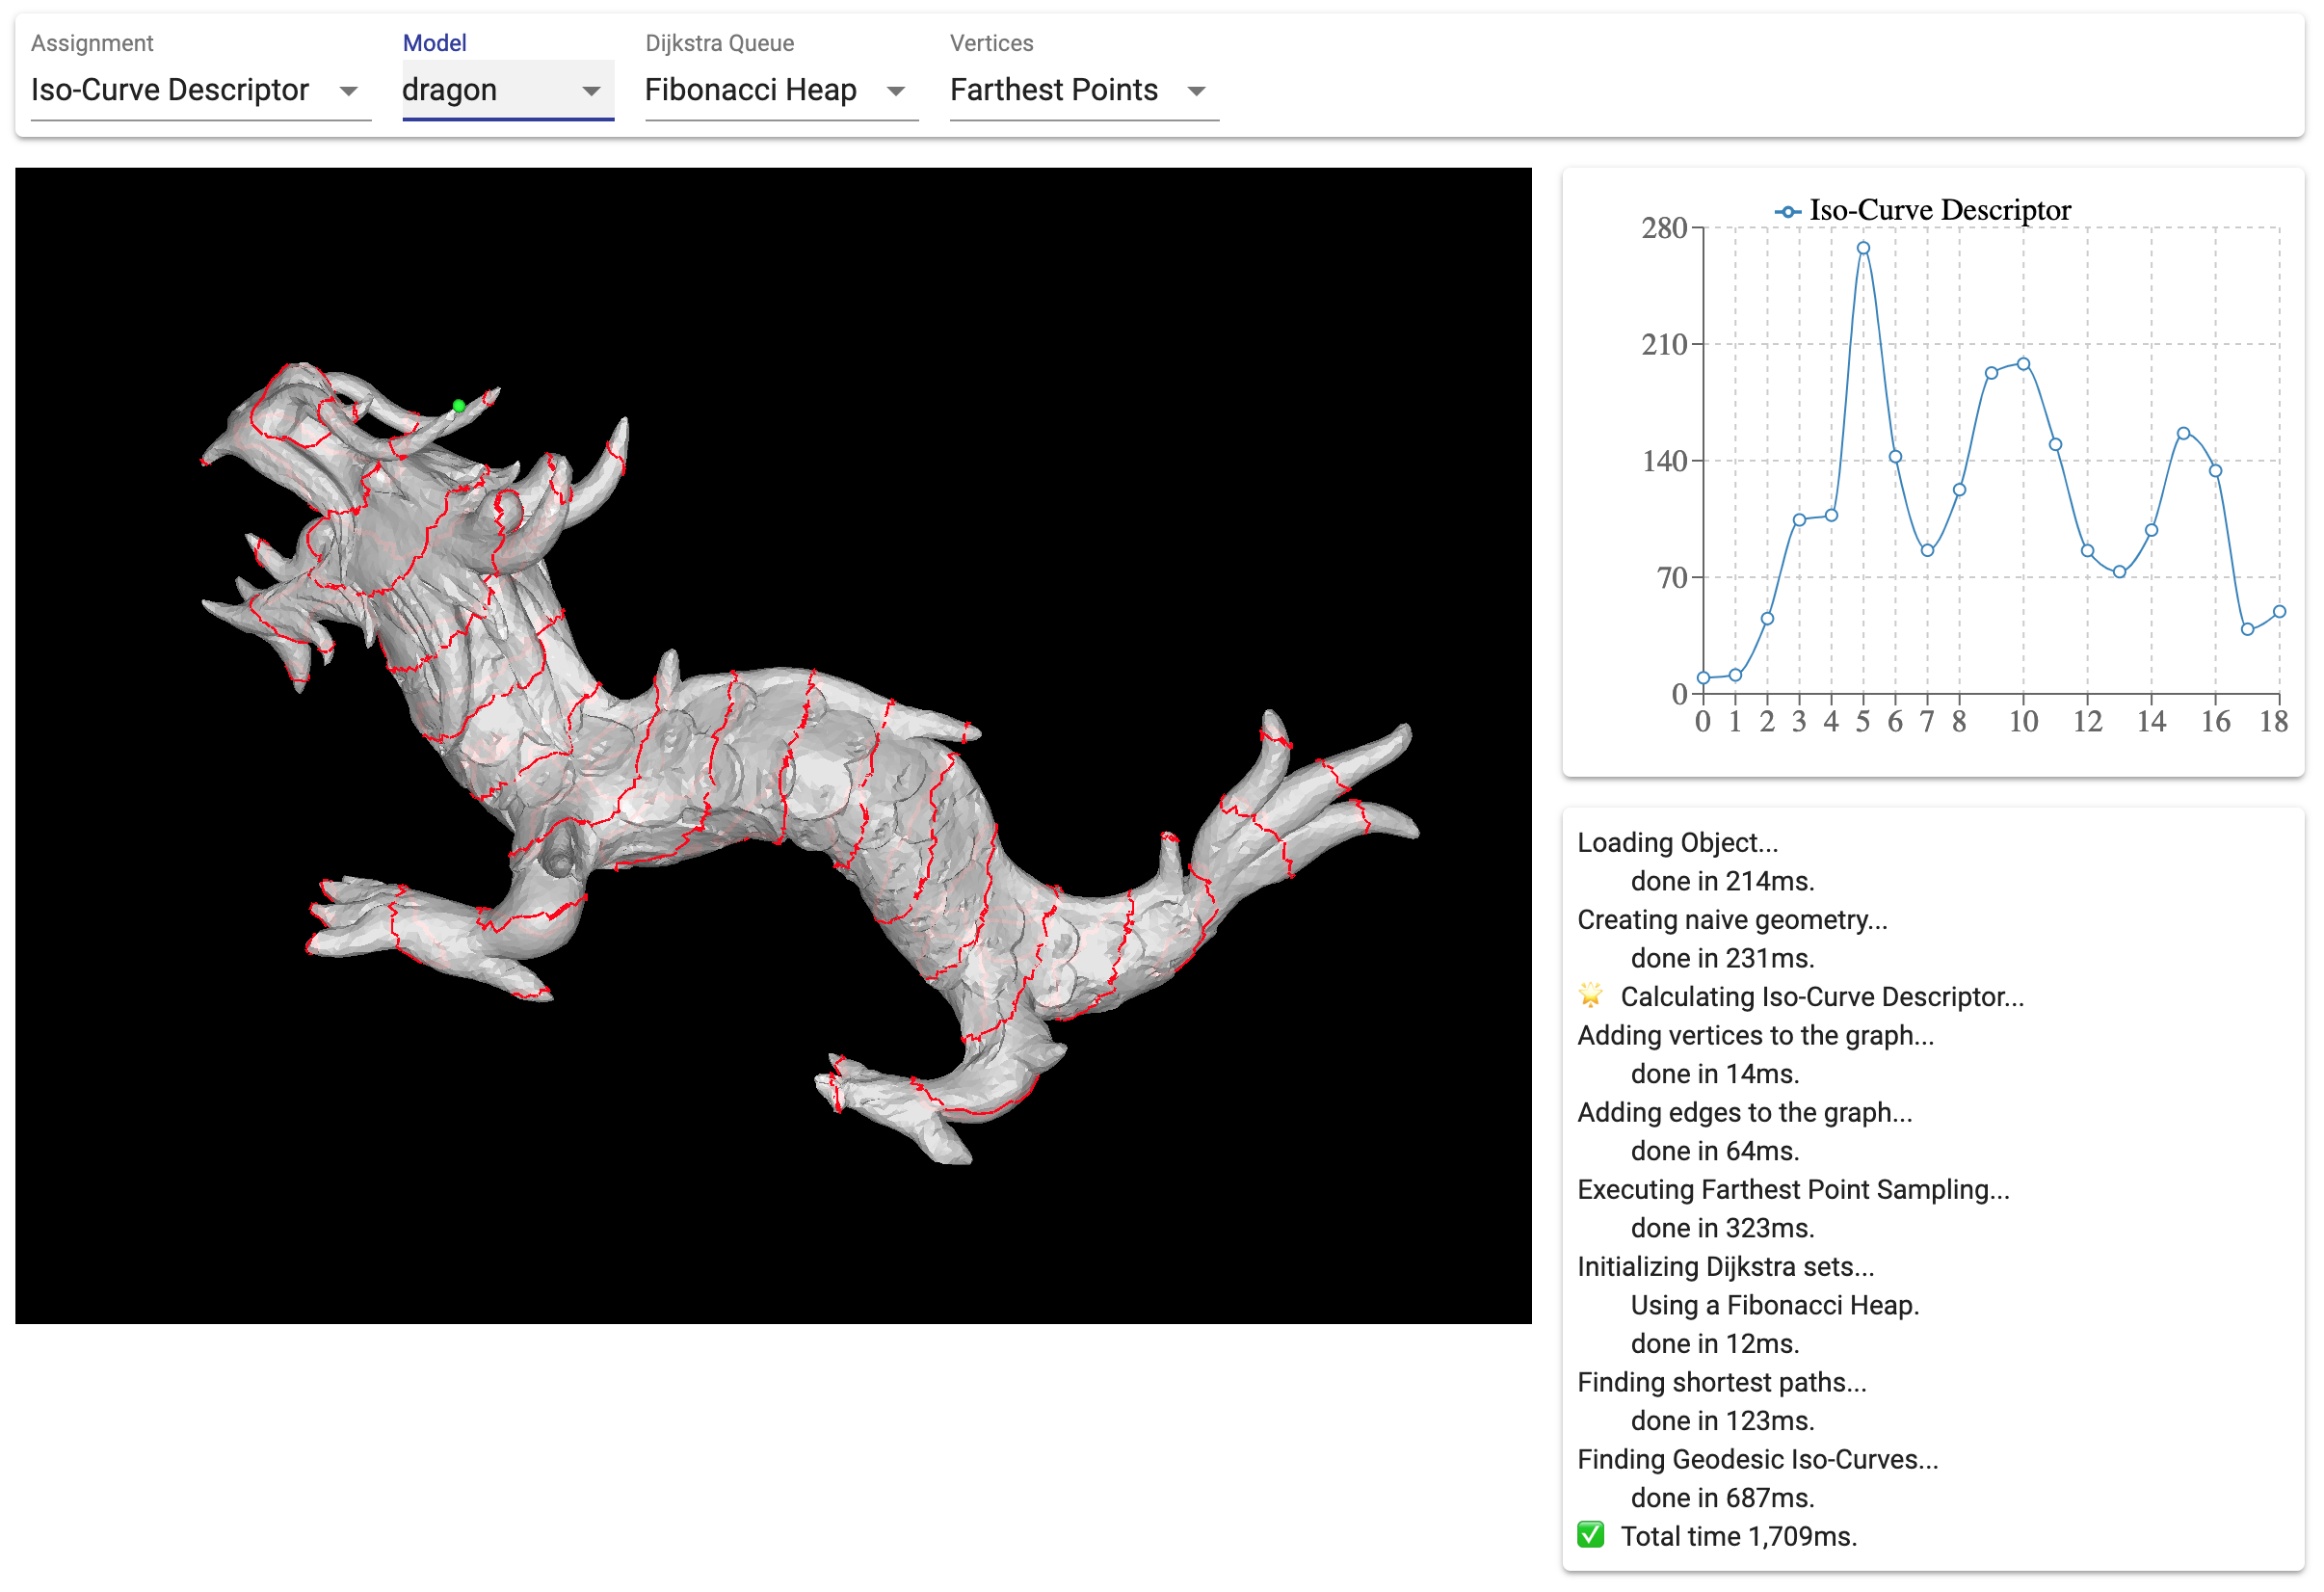 Assignment
Model
Dijkstra Queue
Vertices
Iso-Curve Descriptor
dragon
Fibonacci Heap
Farthest Points
Iso-Curve Descriptor
280
210
140
70
0
0 1 2 3 4 5 6 7 8 10 12 14 16 18
Loading Object...
done in 214ms.
Creating naive geometry...
done in 231ms.
🌟 Calculating Iso-Curve Descriptor...
Adding vertices to the graph...
done in 14ms.
Adding edges to the graph...
done in 64ms.
Executing Farthest Point Sampling...
done in 323ms.
Initializing Dijkstra sets...
Using a Fibonacci Heap.
done in 12ms.
Finding shortest paths...
done in 123ms.
Finding Geodesic Iso-Curves...
done in 687ms.
✅ Total time 1,709ms.